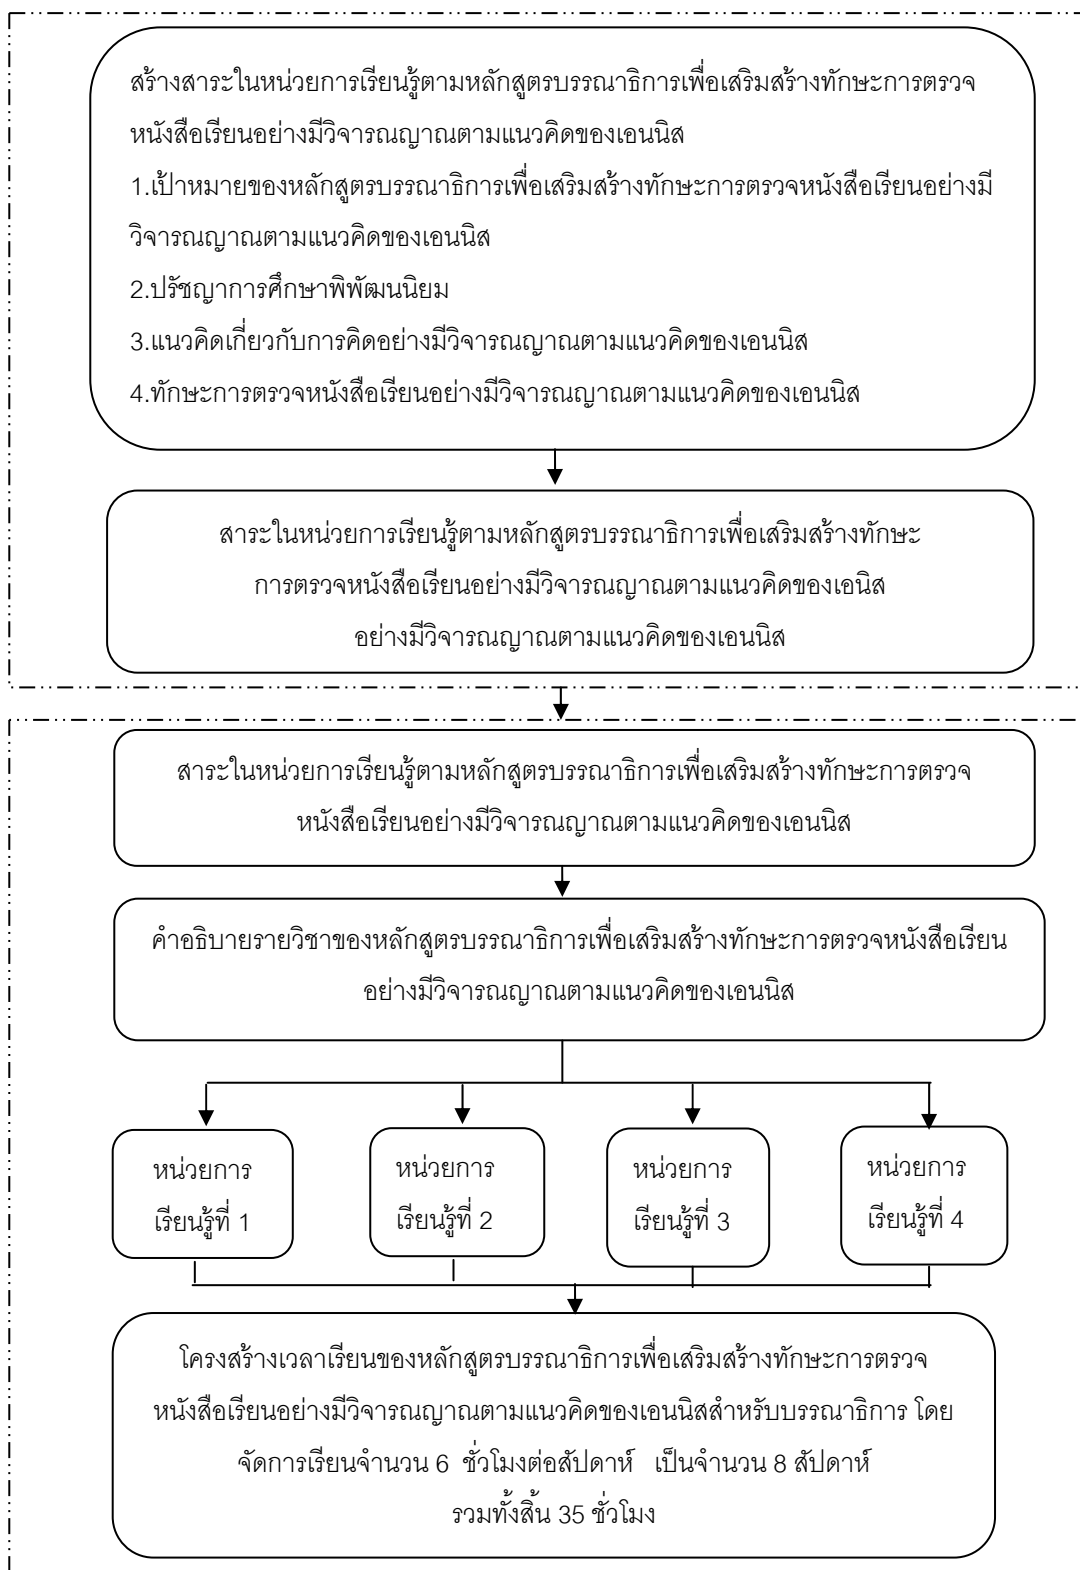 สร้างสาระในหน่วยการเรียนรู้ตามหลักสูตรบรรณาธิการเพื่อเสริมสร้างทักษะการตรวจ
หนังสือเรียนอย่างมีวิจารณญาณตามแนวคิดของเอนนิส
1.เป้าหมายของหลักสูตรบรรณาธิการเพื่อเสริมสร้างทักษะการตรวจหนังสือเรียนอย่างมี
วิจารณญาณตามแนวคิดของเอนนิส
2.ปรัชญาการศึกษาพิพัฒนนิยม
3.แนวคิดเกี่ยวกับการคิดอย่างมีวิจารณญาณตามแนวคิดของเอนนิส
4.ทักษะการตรวจหนังสือเรียนอย่างมีวิจารณญาณตามแนวคิดของเอนนิส
สาระในหน่วยการเรียนรู้ตามหลักสูตรบรรณาธิการเพื่อเสริมสร้างทักษะ
การตรวจหนังสือเรียนอย่างมีวิจารณญาณตามแนวคิดของเอนิส
อย่างมีวิจารณญาณตามแนวคิดของเอนนิส
สาระในหน่วยการเรียนรู้ตามหลักสูตรบรรณาธิการเพื่อเสริมสร้างทักษะการตรวจ
หนังสือเรียนอย่างมีวิจารณญาณตามแนวคิดของเอนนิส
คำอธิบายรายวิชาของหลักสูตรบรรณาธิการเพื่อเสริมสร้างทักษะการตรวจหนังสือเรียน
อย่างมีวิจารณญาณตามแนวคิดของเอนนิส
หน่วยการ
เรียนรู้ที่ 1
หน่วยการ
เรียนรู้ที่ 2
หน่วยการ
เรียนรู้ที่ 3
หน่วยการ
เรียนรู้ที่ 4
โครงสร้างเวลาเรียนของหลักสูตรบรรณาธิการเพื่อเสริมสร้างทักษะการตรวจ
หนังสือเรียนอย่างมีวิจารณญาณตามแนวคิดของเอนนิสสำหรับบรรณาธิการ โดย
จัดการเรียนจำนวน 6 ชั่วโมงต่อสัปดาห์ เป็นจำนวน 8 สัปดาห์
รวมทั้งสิ้น 35 ชั่วโมง